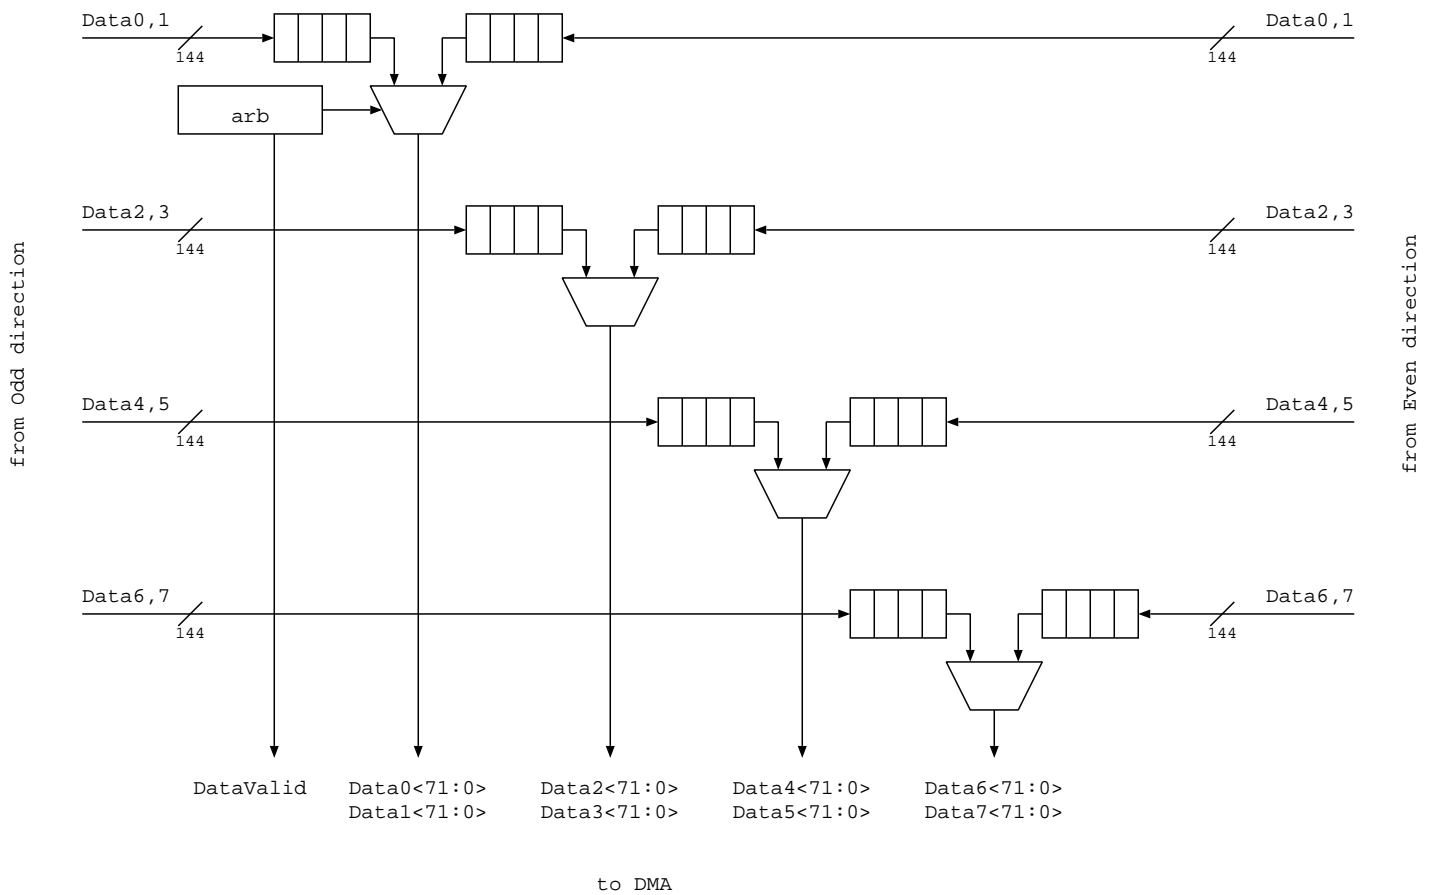 Data0,1
Data0,1
144
144
arb
Data2,3
Data2,3
144
144
from Odd direction
from Even direction
Data4,5
Data4,5
144
144
Data6,7
Data6,7
144
144
DataValid
Data0<71:0>
Data1<71:0>
Data2<71:0>
Data3<71:0>
Data4<71:0>
Data5<71:0>
Data6<71:0>
Data7<71:0>
to DMA